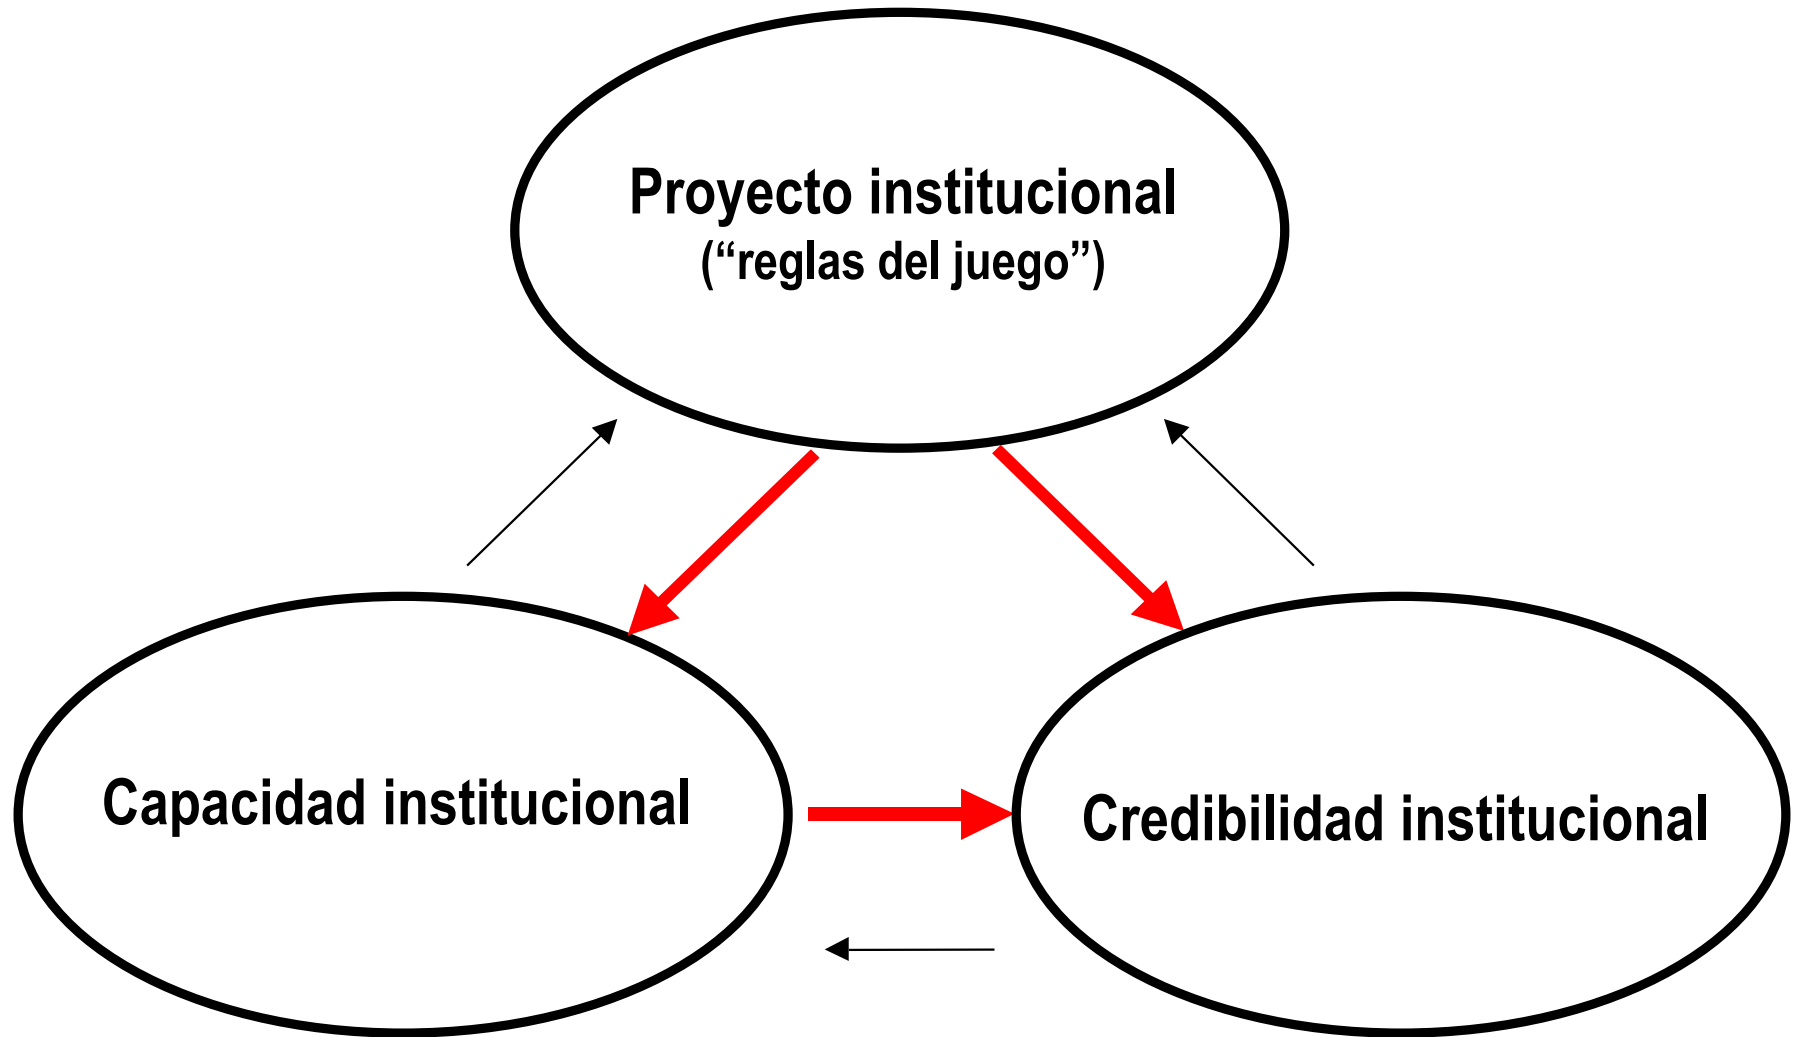 Proyecto institucional
(“reglas del juego”)
Capacidad institucional
Credibilidad institucional